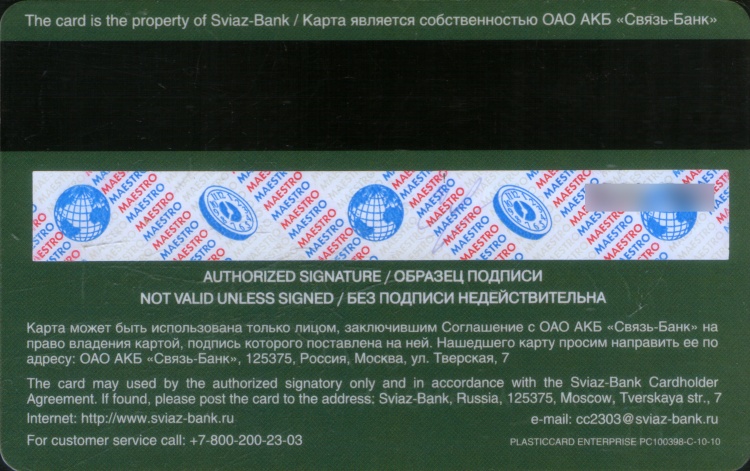 The card is the property of Sviaz-Bank / Карта является собственностью ОАО АКБ «Связь-Банк»
MAESTRO MAESTRO MAESTRO MAESTRO MAESTRO
AUTHORIZED SIGNATURE / ОБРАЗЕЦ ПОДПИСИ
NOT VALID UNLESS SIGNED / БЕЗ ПОДПИСИ НЕДЕЙСТВИТЕЛЬНА
Карта может быть использована только лицом, заключившим Соглашение с ОАО АКБ «Связь-Банк» на
право владения картой, подпись которого поставлена на ней. Нашедшего карту просим направить ее по
адресу: ОАО АКБ «Связь-Банк», 125375, Россия, Москва, ул. Тверская, 7
The card may used by the authorized signatory only and in accordance with the Sviaz-Bank Cardholder
Agreement. If found, please post the card to the address: Sviaz-Bank, Russia, 125375, Moscow, Tverskaya str., 7
Internet: http://www.sviaz-bank.ru e-mail: cc2303@sviaz-bank.ru
For customer service call: +7-800-200-23-03 PLASTICCARD ENTERPRISE PC100398-C-10-10